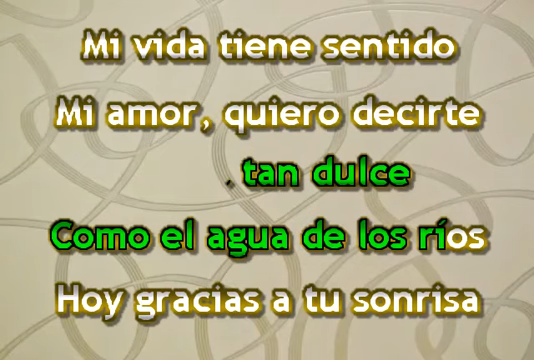 Mi vida tiene sentido
Mi amor, quiero decirte
. tan dulce
Como el agua de los ríos
Hoy gracias a tu sonrisa